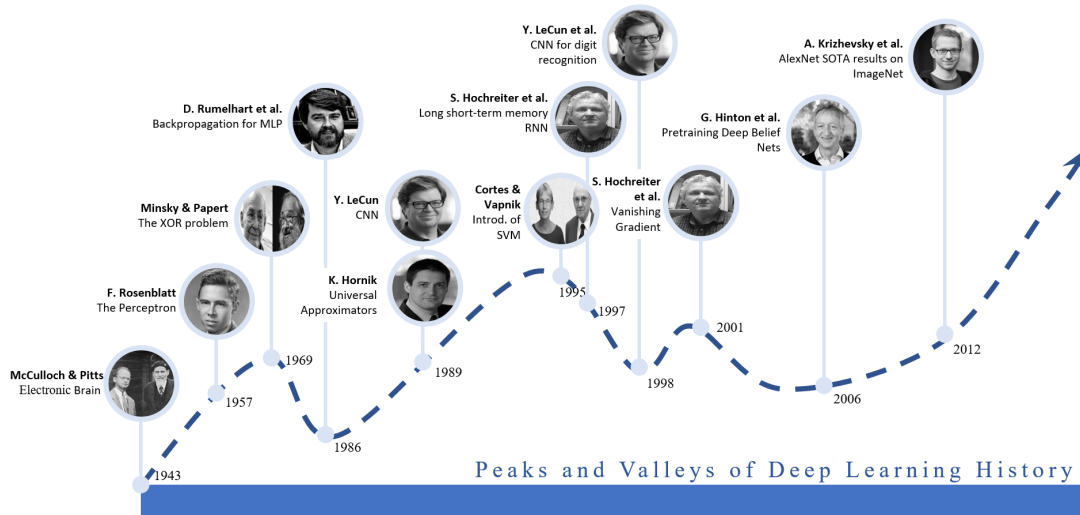 McCulloch & Pitts
Electronic Brain
1943
F. Rosenblatt
The Perceptron
1957
Minsky & Papert
The XOR problem
1969
D. Rumelhart et al.
Backpropagation for MLP
1986
Y. LeCun
CNN
K. Hornik
Universal
Approximators
1989
Cortes &
Vapnik
Introd. of
SVM
1995
S. Hochreiter et al.
Long short-term memory
RNN
1997
Y. LeCun et al.
CNN for digit
recognition
1998
S. Hochreiter
et al.
Vanishing
Gradient
2001
G. Hinton et al.
Pretraining Deep Belief
Nets
2006
A. Krizhevsky et al.
AlexNet SOTA results on
ImageNet
2012
Peaks and Valleys of Deep Learning History